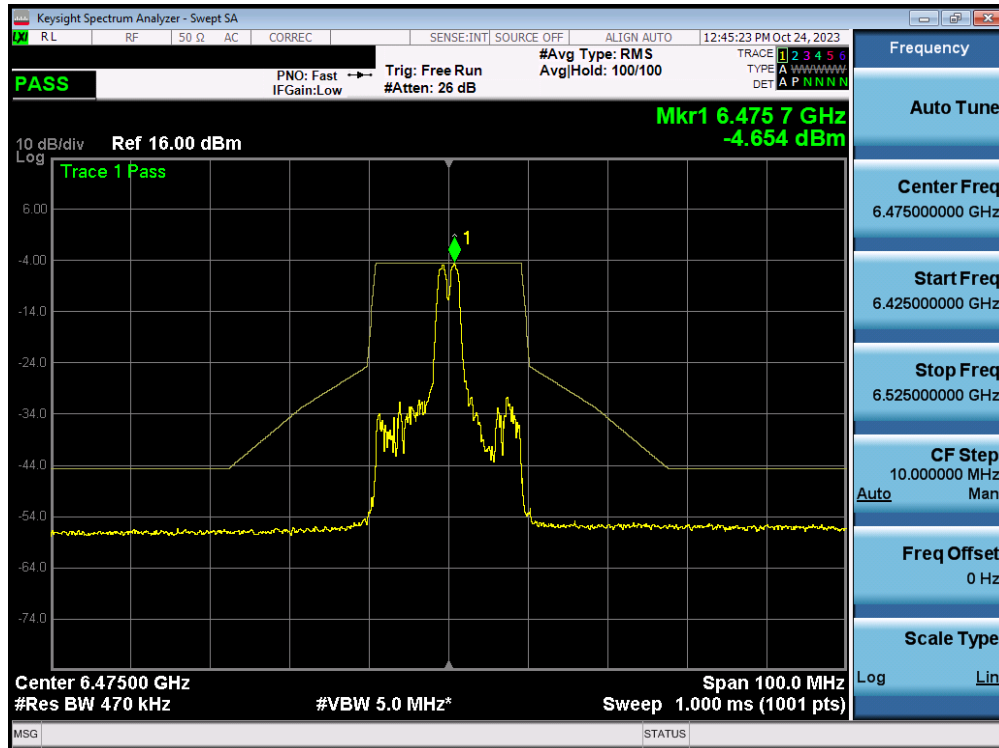 Keysight Spectrum Analyzer - Swept SA
LXI RL RF 50 Ω AC CORREC SENSE:INT SOURCE OFF ALIGN AUTO 12:45:23 PM Oct 24, 2023
PASS
PNO: Fast
IFGain:Low
Trig: Free Run
#Atten: 26 dB
#Avg Type: RMS
Avg|Hold: 100/100
TRACE 1 2 3 4 5 6
TYPE A WWWWW
DET A P N N N N
Mkr1 6.475 7 GHz
-4.654 dBm
10 dB/div Ref 16.00 dBm
Log
Trace 1 Pass
1
6.00
-4.00
-14.0
-24.0
-34.0
-44.0
-54.0
-64.0
-74.0
Center 6.47500 GHz Span 100.0 MHz
#Res BW 470 kHz #VBW 5.0 MHz* Sweep 1.000 ms (1001 pts)
MSG STATUS
Frequency
Auto Tune
Center Freq
6.475000000 GHz
Start Freq
6.425000000 GHz
Stop Freq
6.525000000 GHz
CF Step
10.000000 MHz
Auto Man
Freq Offset
0 Hz
Scale Type
Log Lin